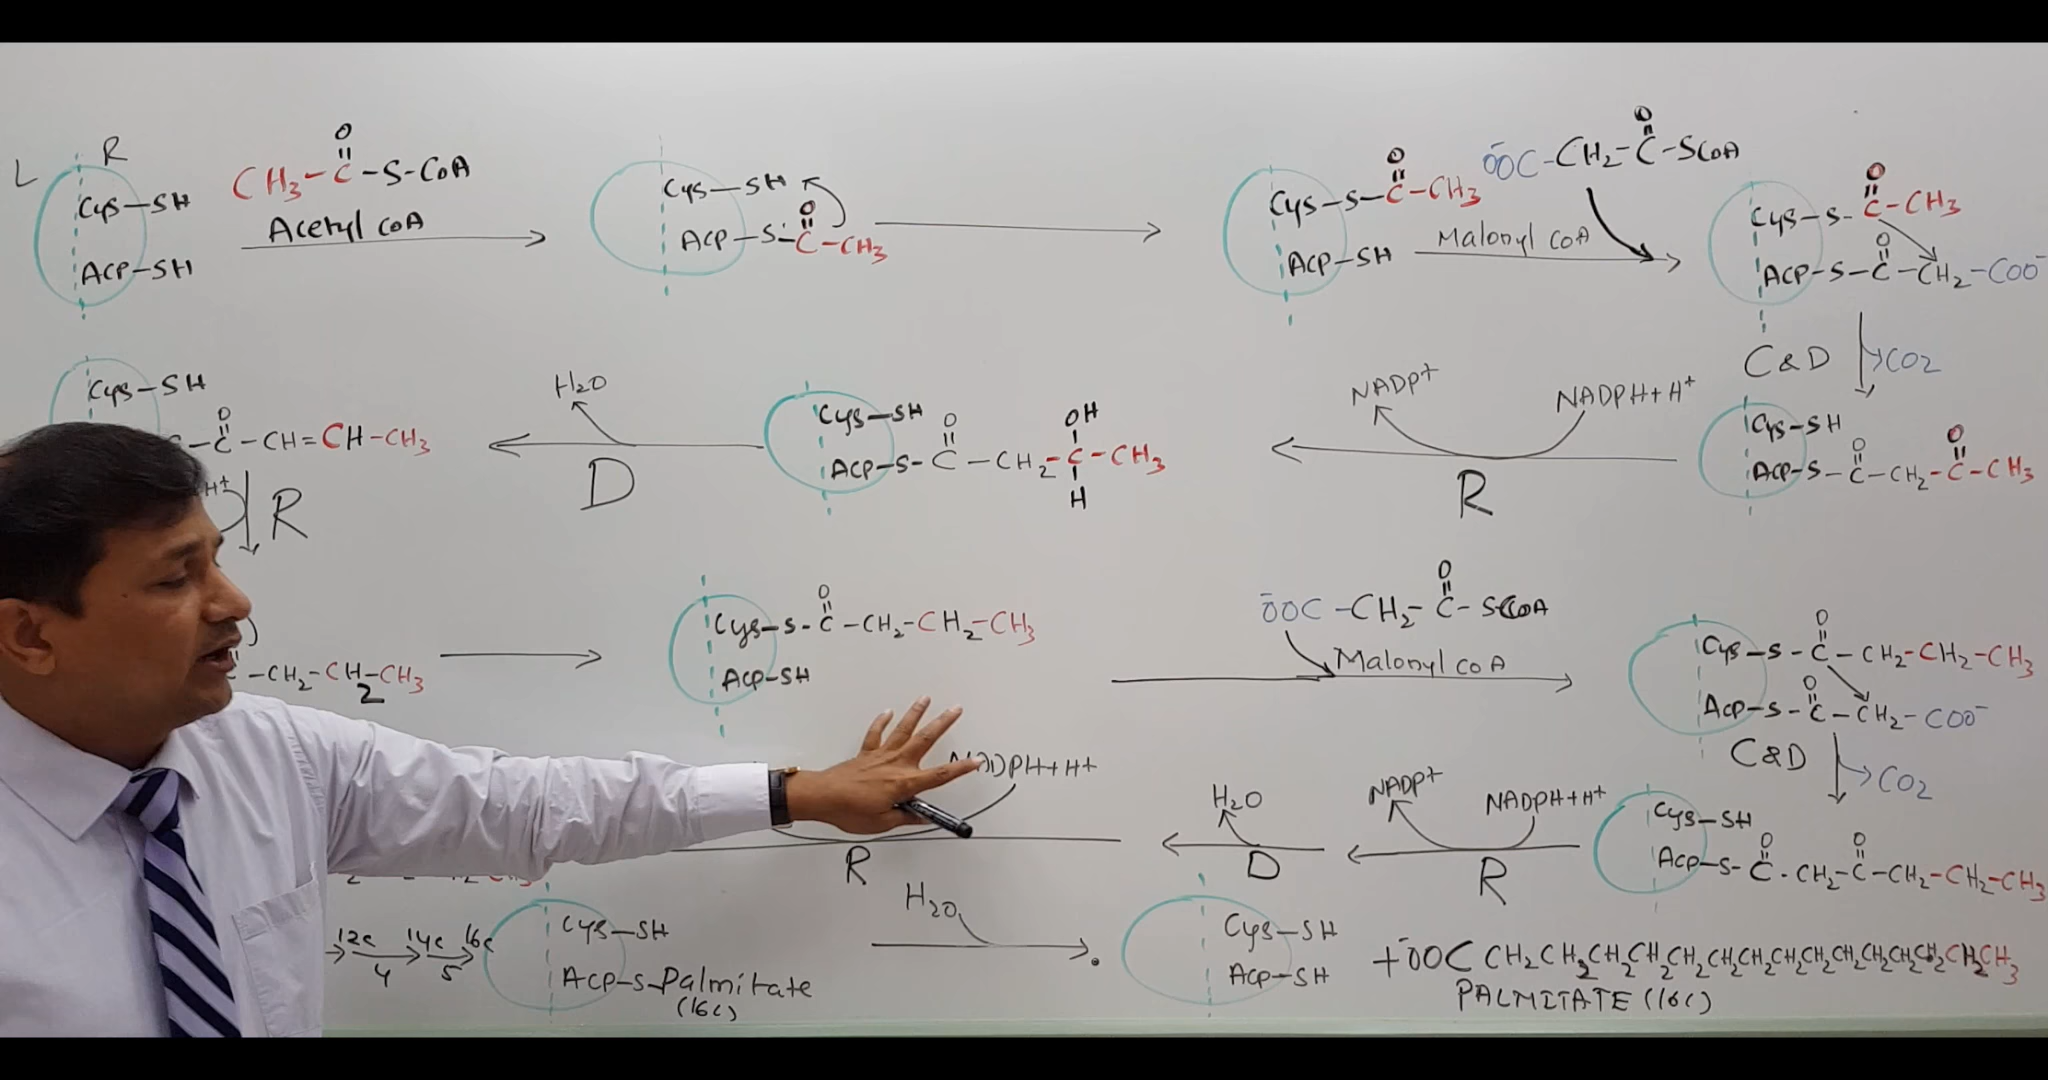 L R
Cys-SH
ACP-SH
O
CH3-C-S-CoA
Acetyl CoA
Cys-SH
O
ACP-S-C-CH3
O
Cys-S-C-CH3
ACP-SH
O
ŌOC-CH2-C-SCoA
Malonyl CoA
O
Cys-S-C-CH3
O
ACP-S-C-CH2-COO-
C&D CO2
Cys-SH
O O
ACP-S-C-CH2-C-CH3
NADP+ NADPH+H+
R
Cys-SH O OH
ACP-S-C-CH2-C-CH3
H
H2O
D
Cys-SH
O
-C-CH=CH-CH3
H+
R
-CH2-CH2-CH3
O
Cys-S-C-CH2-CH2-CH3
ACP-SH
O
ŌOC-CH2-C-SCoA
Malonyl CoA
O
Cys-S-C-CH2-CH2-CH3
O
ACP-S-C-CH2-COO-
C&D CO2
Cys-SH
O O
ACP-S-C-CH2-C-CH2-CH2-CH3
NADP+ NADPH+H+
R
H2O
D
NADPH+H+
R
12C 14C 16C
4 5
Cys-SH
ACP-S-Palmitate
(16C)
H2O
Cys-SH
ACP-SH
+ŌOC CH2CH2CH2CH2CH2CH2CH2CH2CH2CH2CH2CH2CH2CH2CH3
PALMITATE (16C)